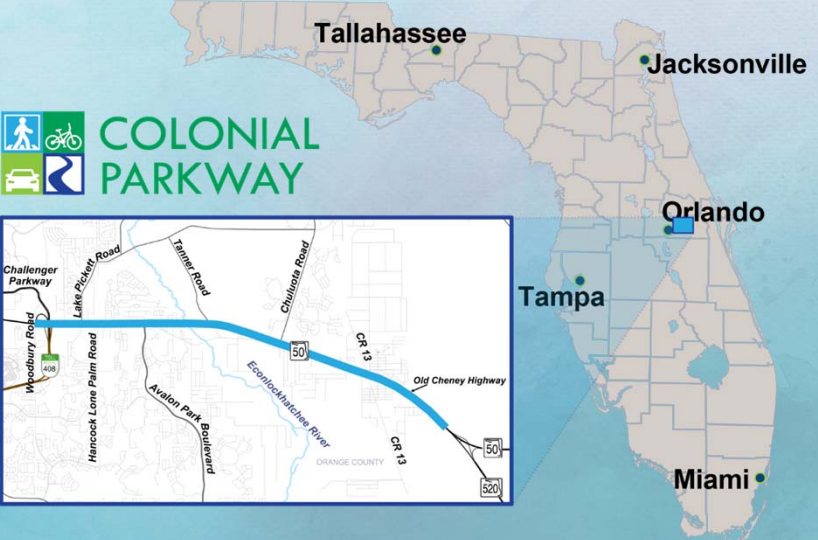 Tallahassee
Jacksonville
COLONIAL
PARKWAY
Orlando
Tampa
Miami
Challenger
Parkway
Lake Pickett Road
Tanner Road
Chuluota Road
Woodbury Road
TOLL
408
Hancock Lone Palm Road
Avalon Park Boulevard
Econlockhatchee River
50
CR 13
Old Cheney Highway
ORANGE COUNTY
CR 13
50
520